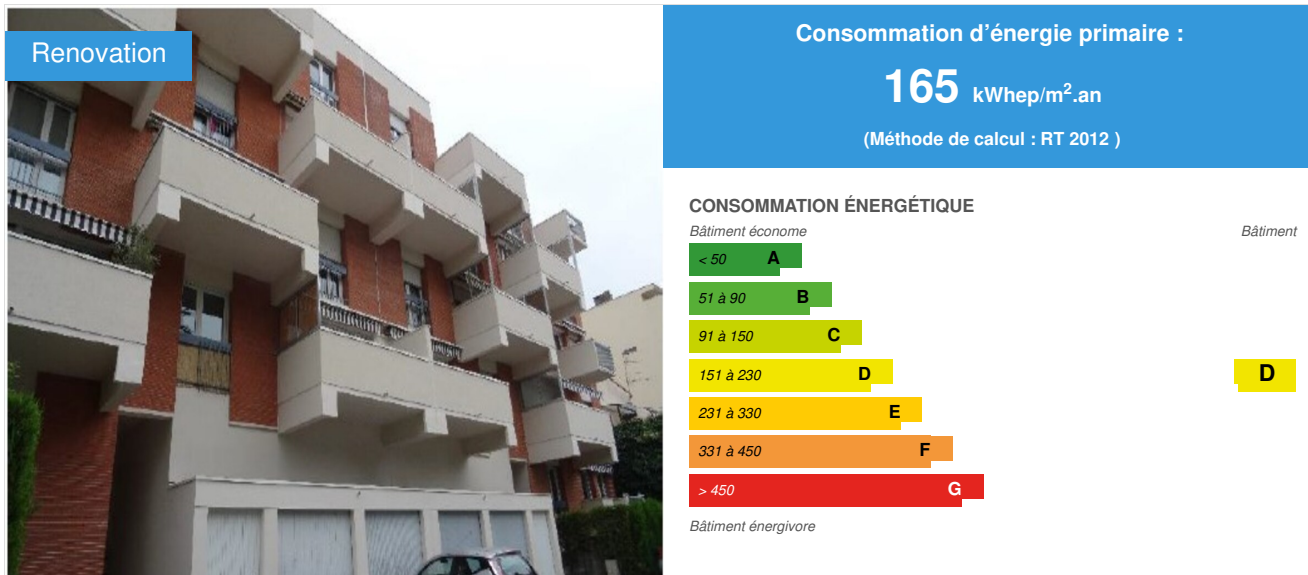 Renovation
Consommation d'énergie primaire :
165 kWhep/m².an
(Méthode de calcul : RT 2012 )
CONSOMMATION ÉNERGÉTIQUE
Bâtiment économe
Bâtiment
< 50 A
51 à 90 B
91 à 150 C
151 à 230 D
D
231 à 330 E
331 à 450 F
> 450 G
Bâtiment énergivore